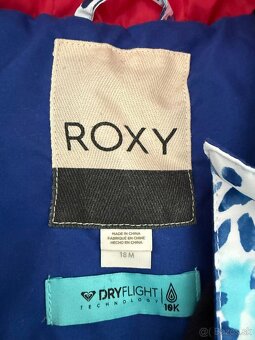 ROXY
MADE IN CHINA
FABRIQUÉ EN CHINE
HECHO EN CHINA
18 M
DRYFLIGHT
TECHNOLOGY
10K